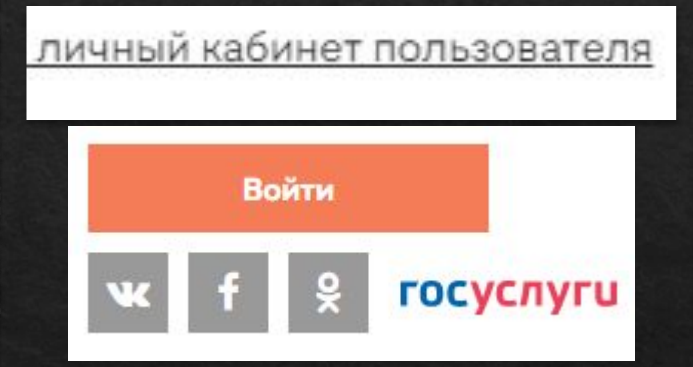 личный кабинет пользователя
Войти
госуслуги